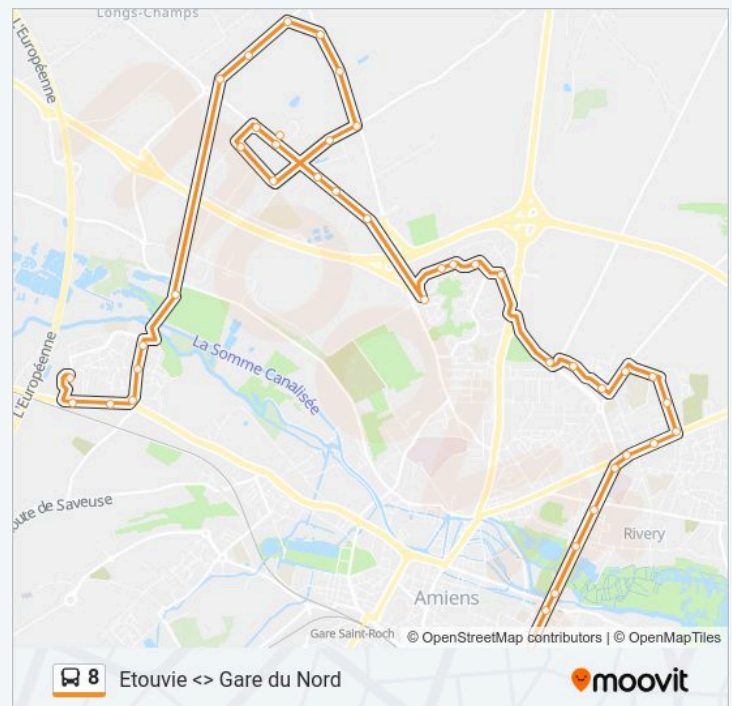 Longs-Champs
L'Européenne
La Somme Canalisée
L'Européenne
oute de Saveuse
Rivery
Amiens
Gare Saint-Roch
© OpenStreetMap contributors | © OpenMapTiles
8 Etouvie <> Gare du Nord
moovit